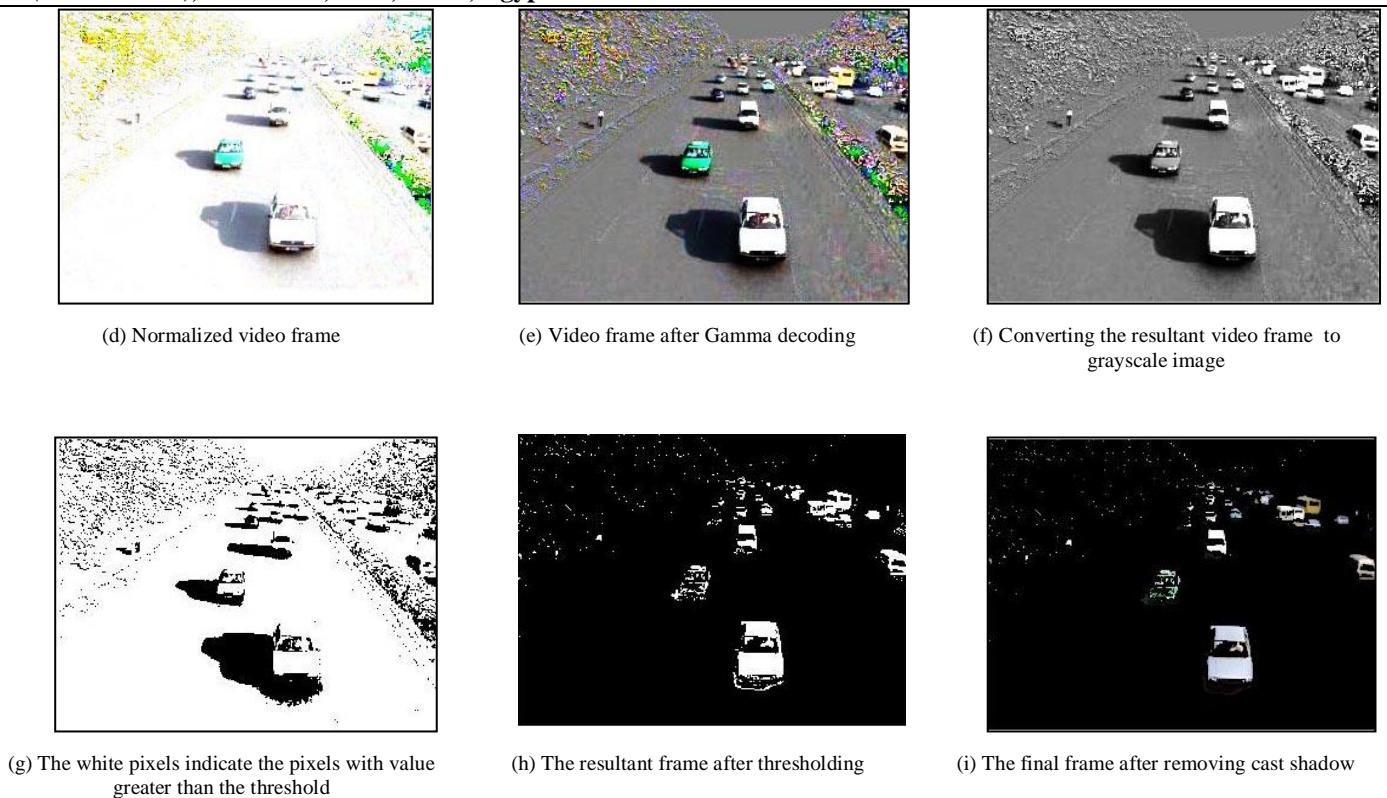 (d) Normalized video frame
(e) Video frame after Gamma decoding
(f) Converting the resultant video frame to
grayscale image
(g) The white pixels indicate the pixels with value
greater than the threshold
(h) The resultant frame after thresholding
(i) The final frame after removing cast shadow